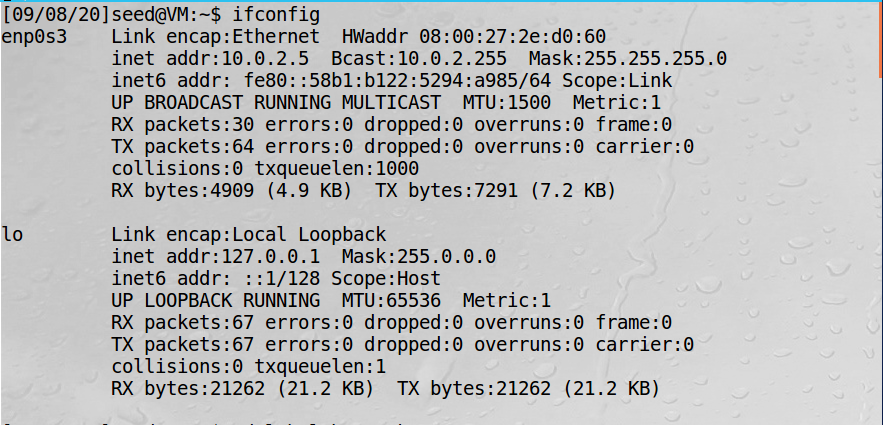 [09/08/20]seed@VM:~$ ifconfig
enp0s3    Link encap:Ethernet  HWaddr 08:00:27:2e:d0:60
          inet addr:10.0.2.5  Bcast:10.0.2.255  Mask:255.255.255.0
          inet6 addr: fe80::58b1:b122:5294:a985/64 Scope:Link
          UP BROADCAST RUNNING MULTICAST  MTU:1500  Metric:1
          RX packets:30 errors:0 dropped:0 overruns:0 frame:0
          TX packets:64 errors:0 dropped:0 overruns:0 carrier:0
          collisions:0 txqueuelen:1000
          RX bytes:4909 (4.9 KB)  TX bytes:7291 (7.2 KB)

lo        Link encap:Local Loopback
          inet addr:127.0.0.1  Mask:255.0.0.0
          inet6 addr: ::1/128 Scope:Host
          UP LOOPBACK RUNNING  MTU:65536  Metric:1
          RX packets:67 errors:0 dropped:0 overruns:0 frame:0
          TX packets:67 errors:0 dropped:0 overruns:0 carrier:0
          collisions:0 txqueuelen:1
          RX bytes:21262 (21.2 KB)  TX bytes:21262 (21.2 KB)